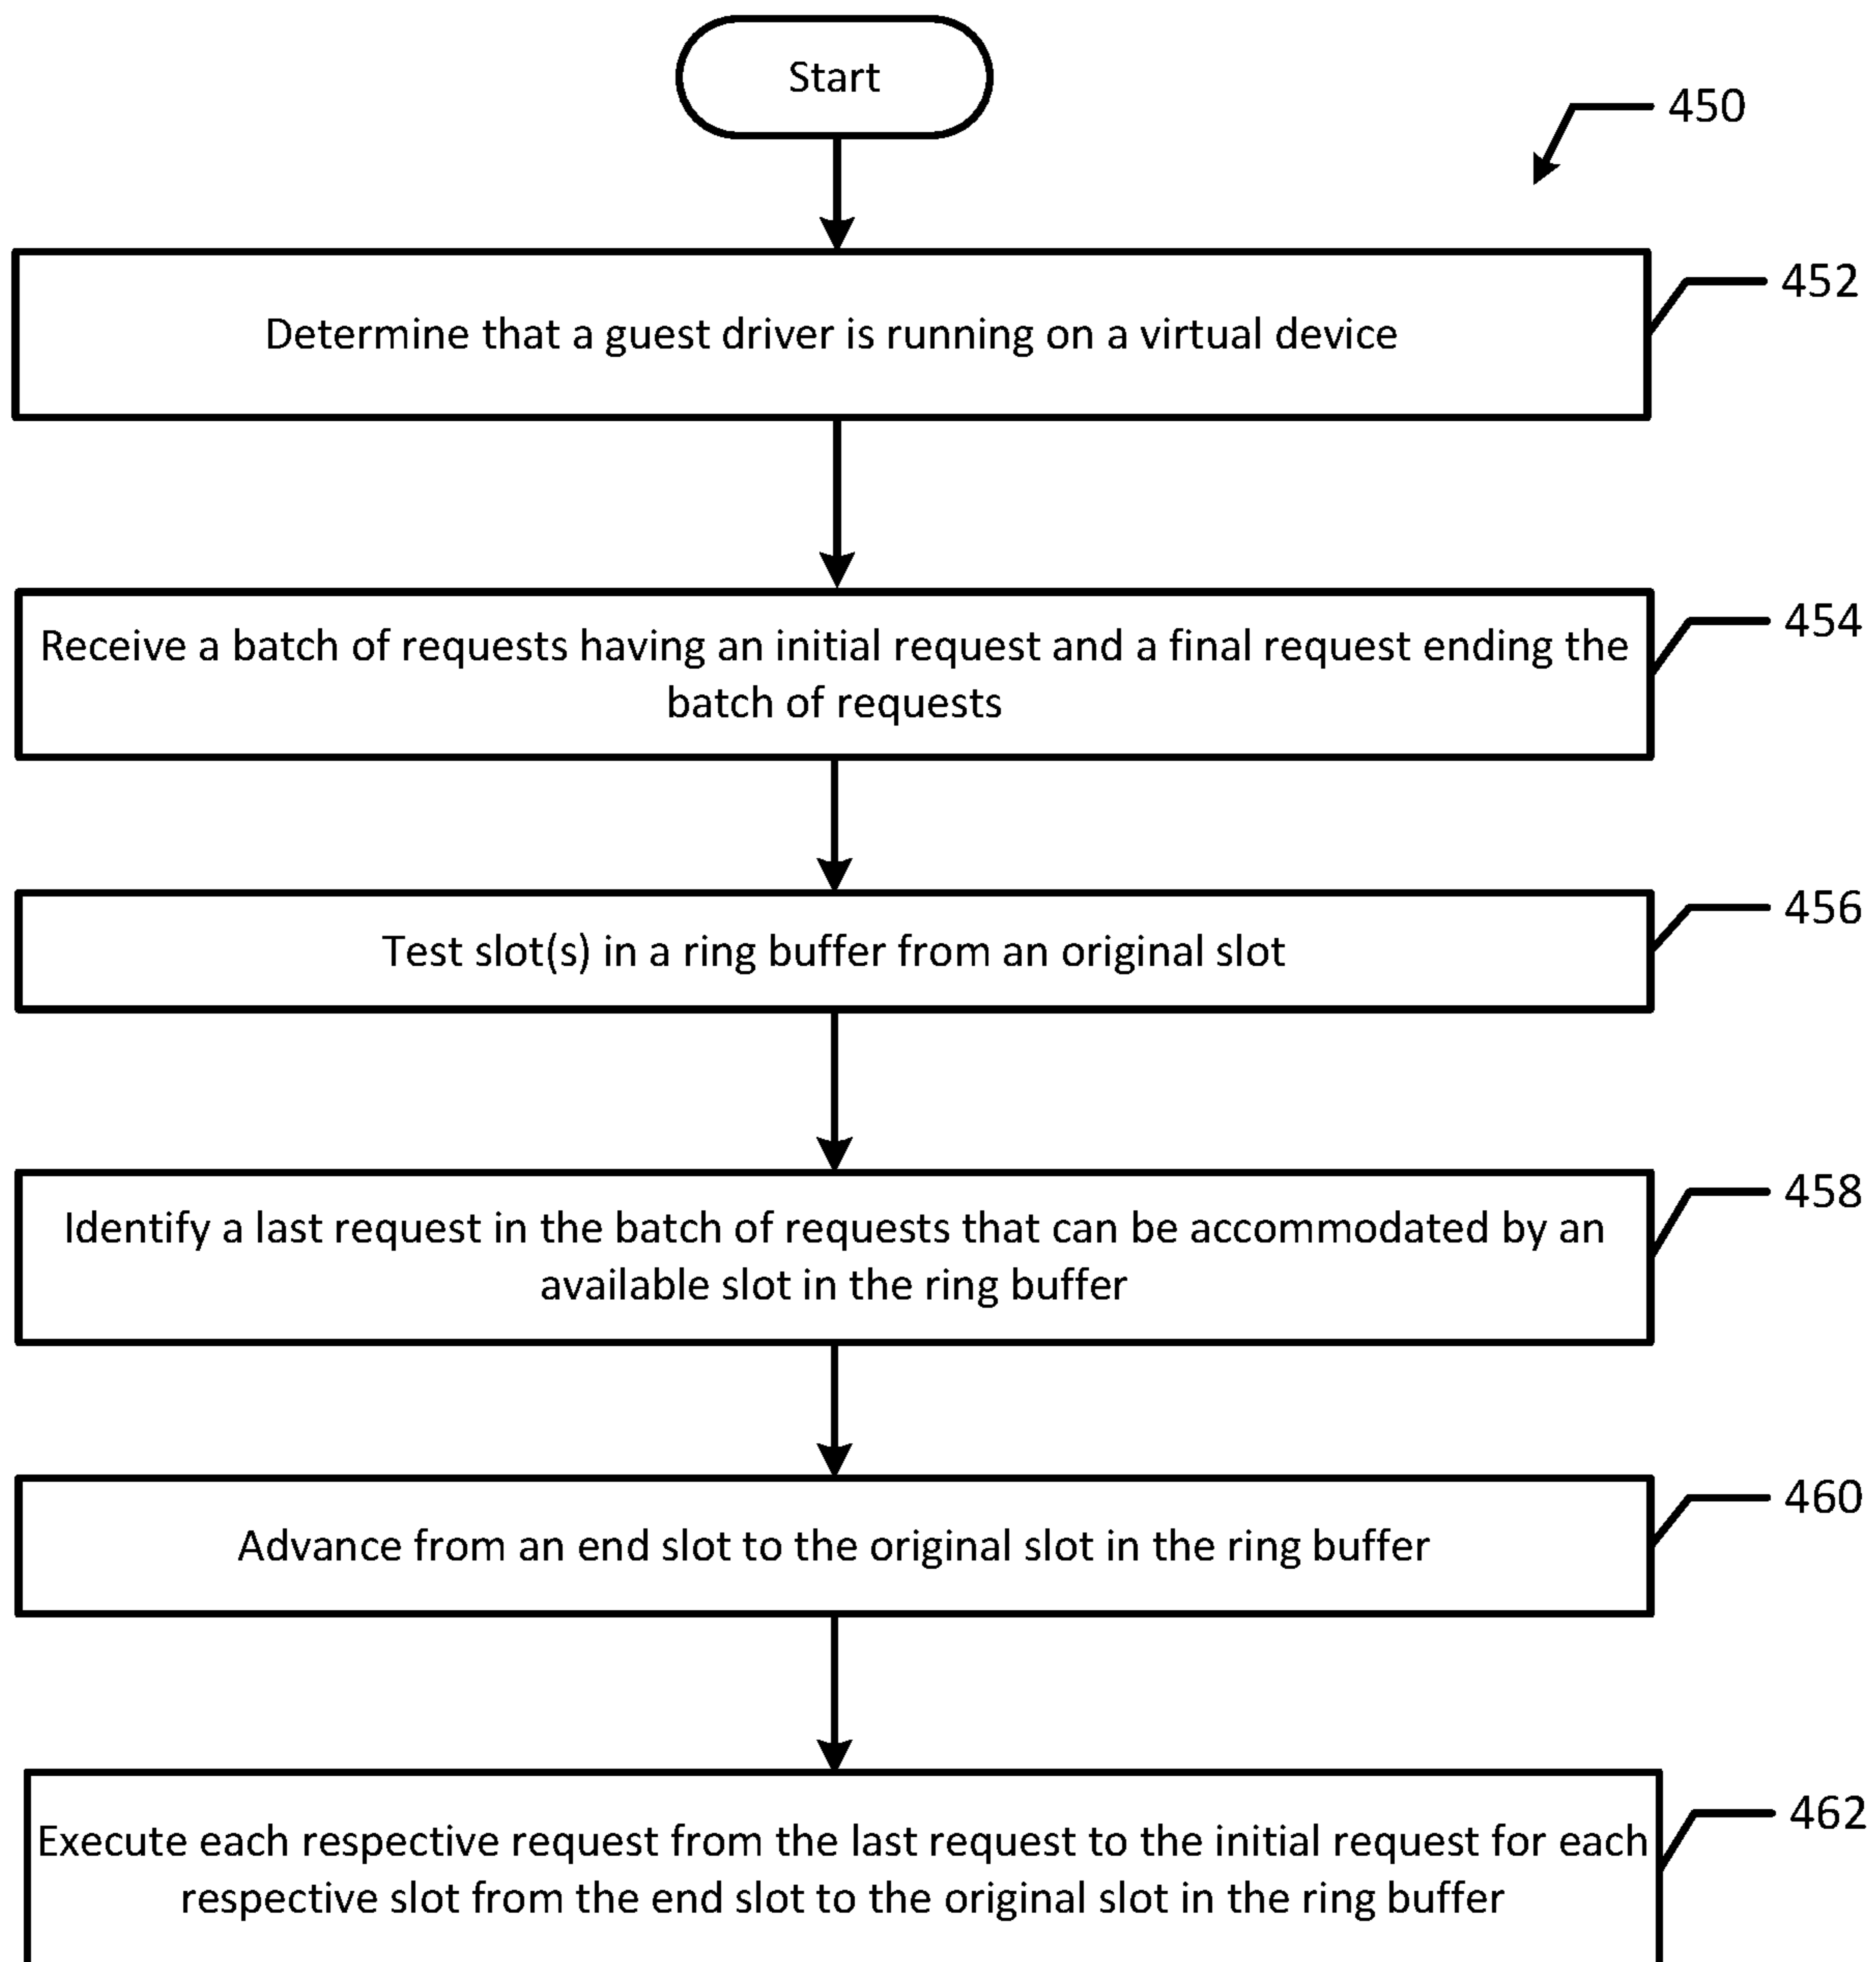 Start
450
452
Determine that a guest driver is running on a virtual device
454
Receive a batch of requests having an initial request and a final request ending the
batch of requests
456
Test slot(s) in a ring buffer from an original slot
458
Identify a last request in the batch of requests that can be accommodated by an
available slot in the ring buffer
460
Advance from an end slot to the original slot in the ring buffer
462
Execute each respective request from the last request to the initial request for each
respective slot from the end slot to the original slot in the ring buffer